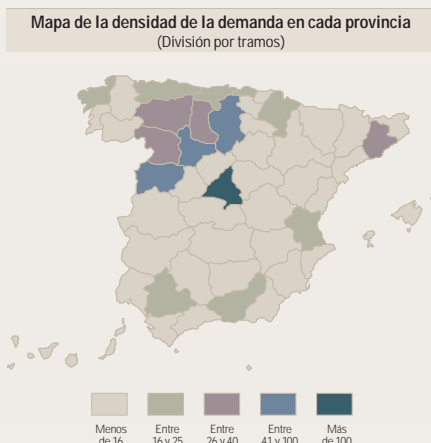 Mapa de la densidad de la demanda en cada provincia
(División por tramos)
Menos de 16
Entre 16 y 25
Entre 26 y 40
Entre 41 y 100
Más de 100